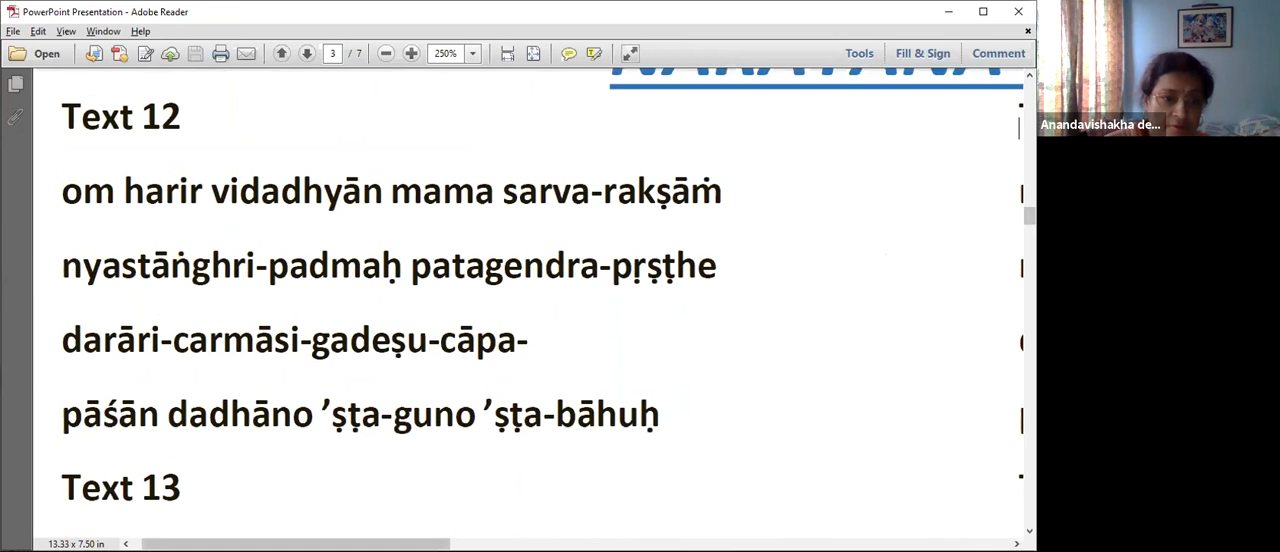 PowerPoint Presentation - Adobe Reader
File Edit View Window Help
Open 3 / 7 250% Tools Fill & Sign Comment
Text 12
om harir vidadhyān mama sarva-rakṣāṁ
nyastāṅghri-padmaḥ patagendra-pṛṣṭhe
darāri-carmāsi-gadeṣu-cāpa-
pāśān dadhāno ’ṣṭa-guno ’ṣṭa-bāhuḥ
Text 13
13.33 x 7.50 in
Anandavishakha de...